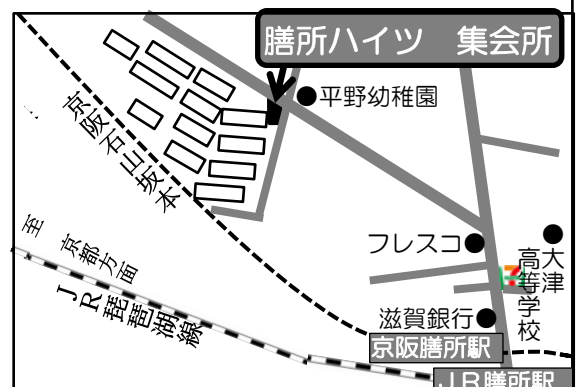 膳所ハイツ　集会所
平野幼稚園
京阪石山坂本
至　京都方面
JR琵琶湖線
フレスコ
大津
高等学校
滋賀銀行
京阪膳所駅
JR膳所駅